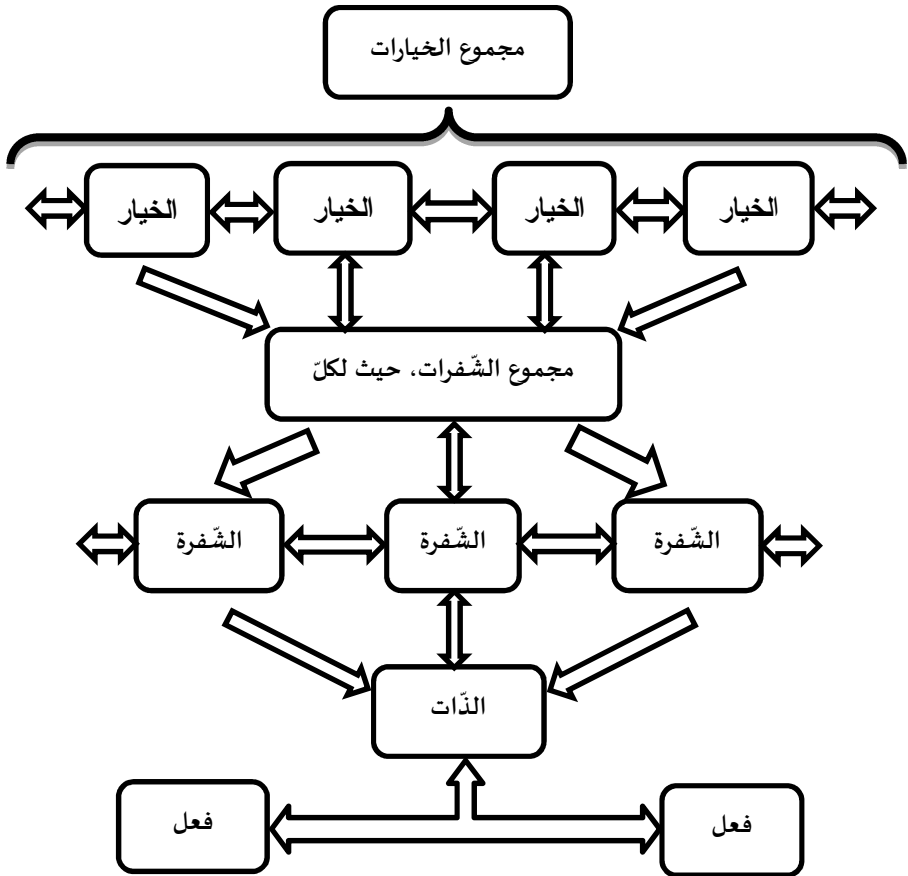 مجموع الخيارات
الخيار
الخيار
الخيار
الخيار
مجموع الشّفرات، حيث لكلّ
الشّفرة
الشّفرة
الشّفرة
الذّات
فعل
فعل